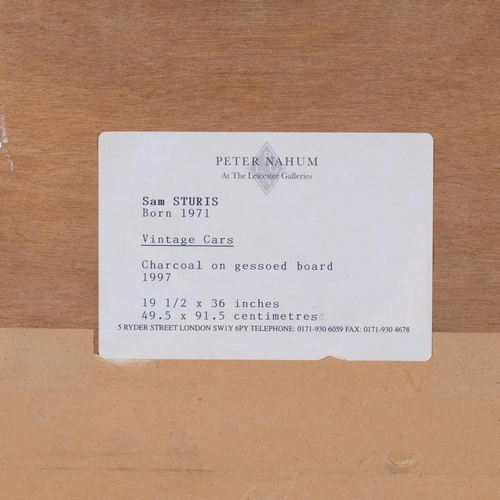 PETER NAHUM
At The Leicester Galleries
Sam STURIS
Born 1971
Vintage Cars
Charcoal on gessoed board
1997
19 1/2 x 36 inches
49.5 x 91.5 centimetres
5 RYDER STREET LONDON SW1Y 6PY TELEPHONE: 0171-930 6059 FAX: 0171-930 4678